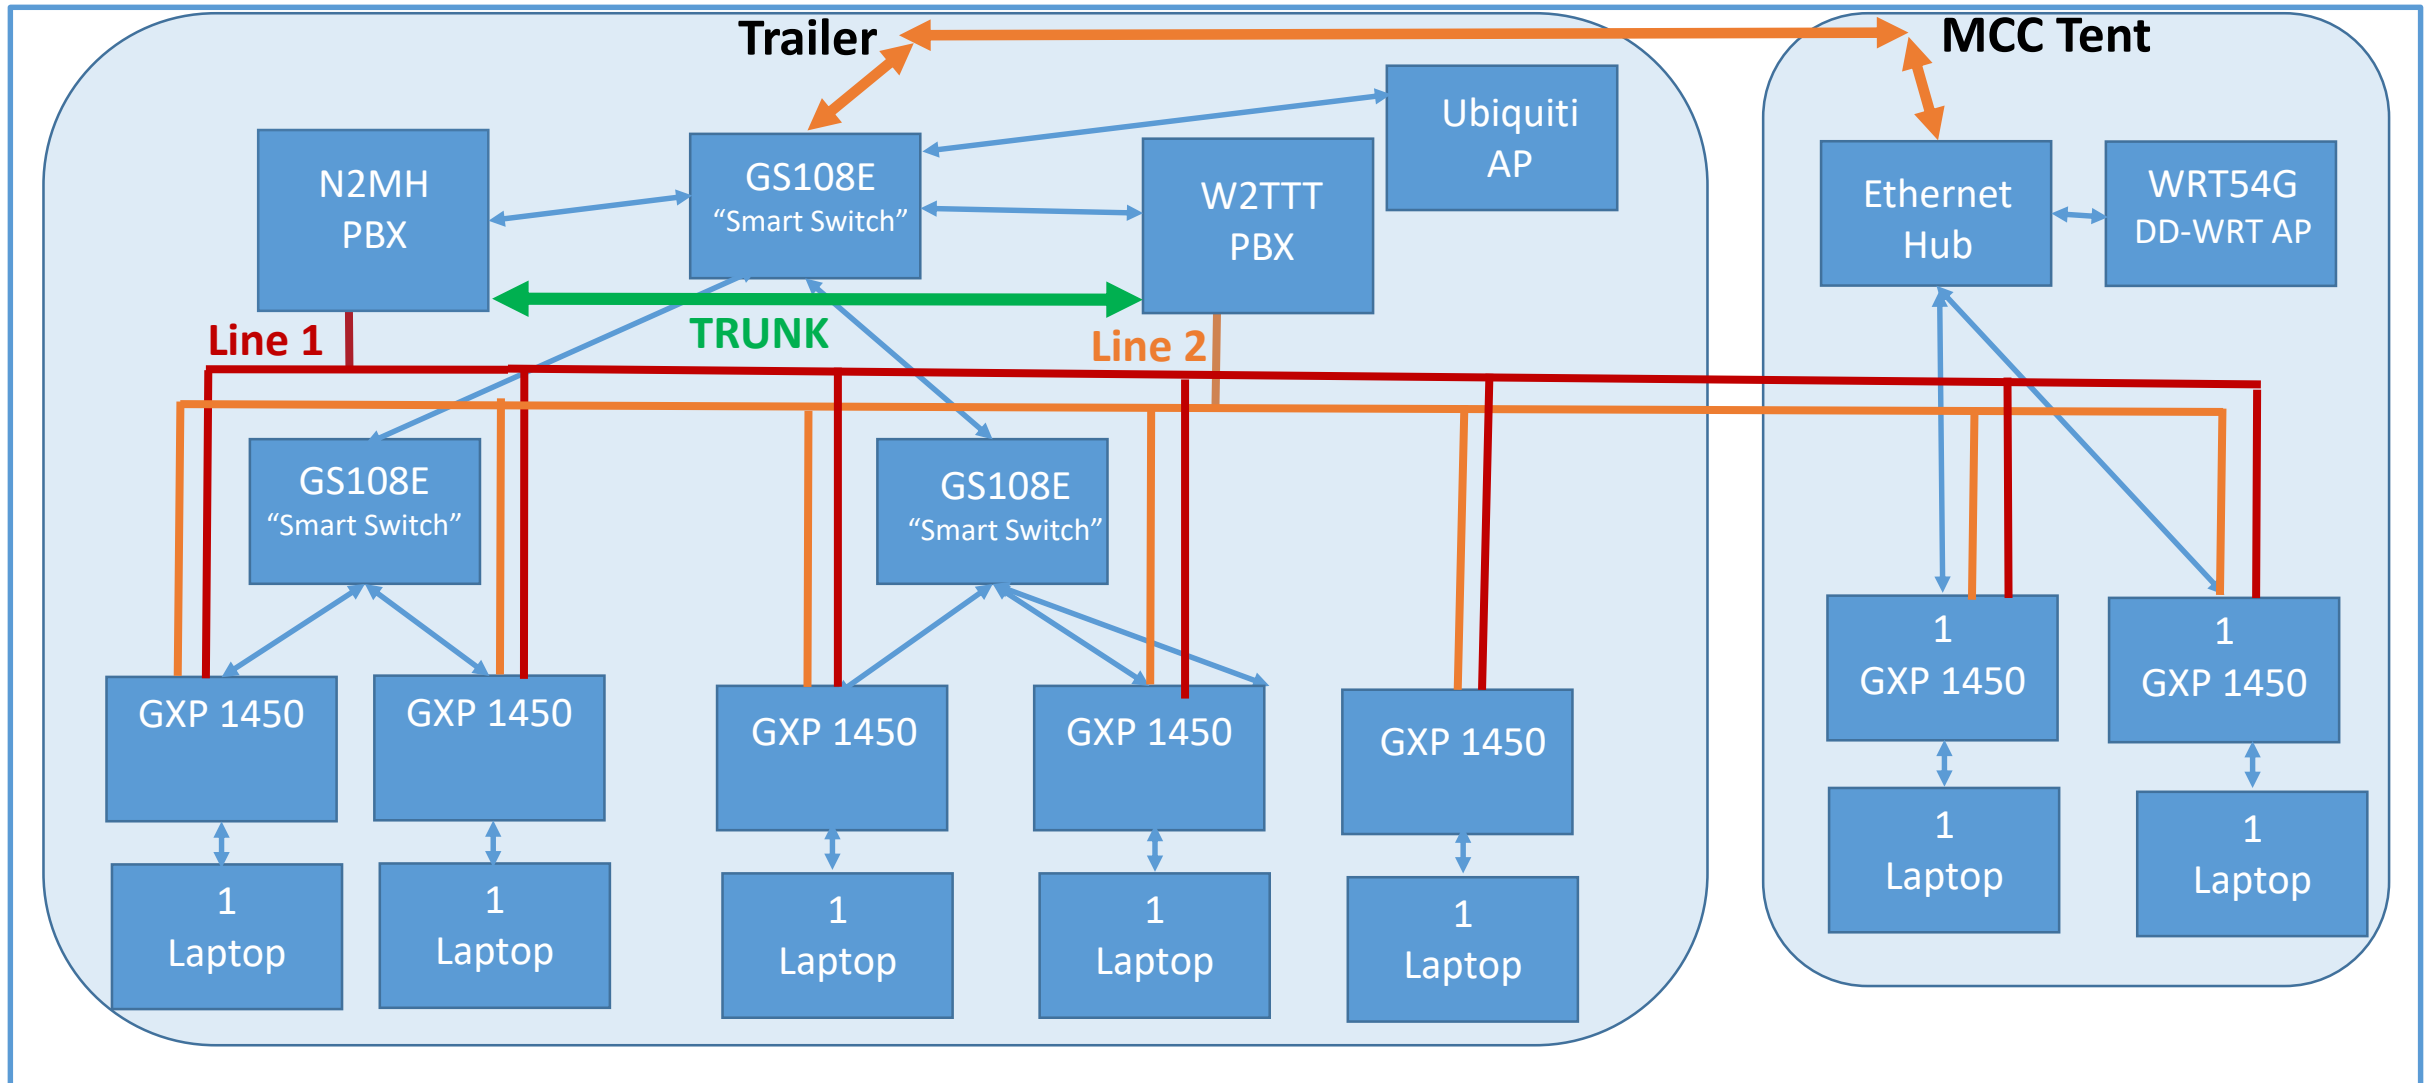 Trailer
MCC Tent
Ubiquiti
AP
N2MH
PBX
GS108E
“Smart Switch”
W2TTT
PBX
Ethernet
Hub
WRT54G
DD-WRT AP
Line 1
TRUNK
Line 2
GS108E
“Smart Switch”
GS108E
“Smart Switch”
GXP 1450
GXP 1450
GXP 1450
GXP 1450
GXP 1450
1
GXP 1450
1
GXP 1450
1
Laptop
1
Laptop
1
Laptop
1
Laptop
1
Laptop
1
Laptop
1
Laptop